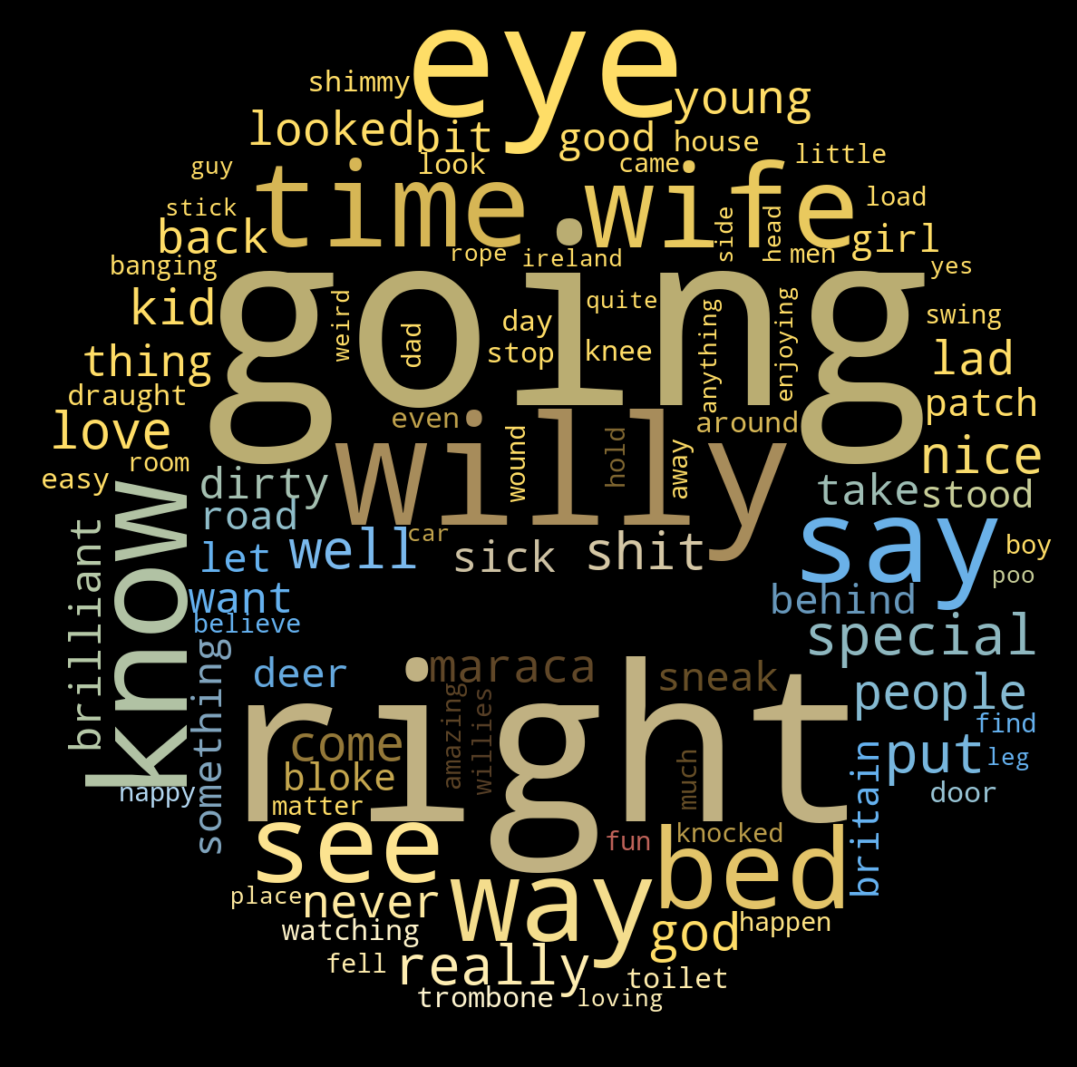 eye
shimmy
young
looked
bit
good
house
guy
look
came
little
time
wife
stick
load
back
side
head
girl
rope
ireland
men
banging
yes
going
kid
weird
dad
day
quite
anything
enjoying
swing
thing
stop
knee
lad
draught
patch
love
even
willy
around
room
wound
hold
away
nice
easy
dirty
take
stood
know
brilliant
road
let
well
car
sick
shit
say
boy
poo
want
behind
believe
special
something
deer
maraca
sneak
people
right
come
amazing
willies
much
find
bloke
put
leg
happy
matter
britain
door
see
fun
knocked
bed
place
never
way
god
happen
watching
fell
really
toilet
trombone
loving